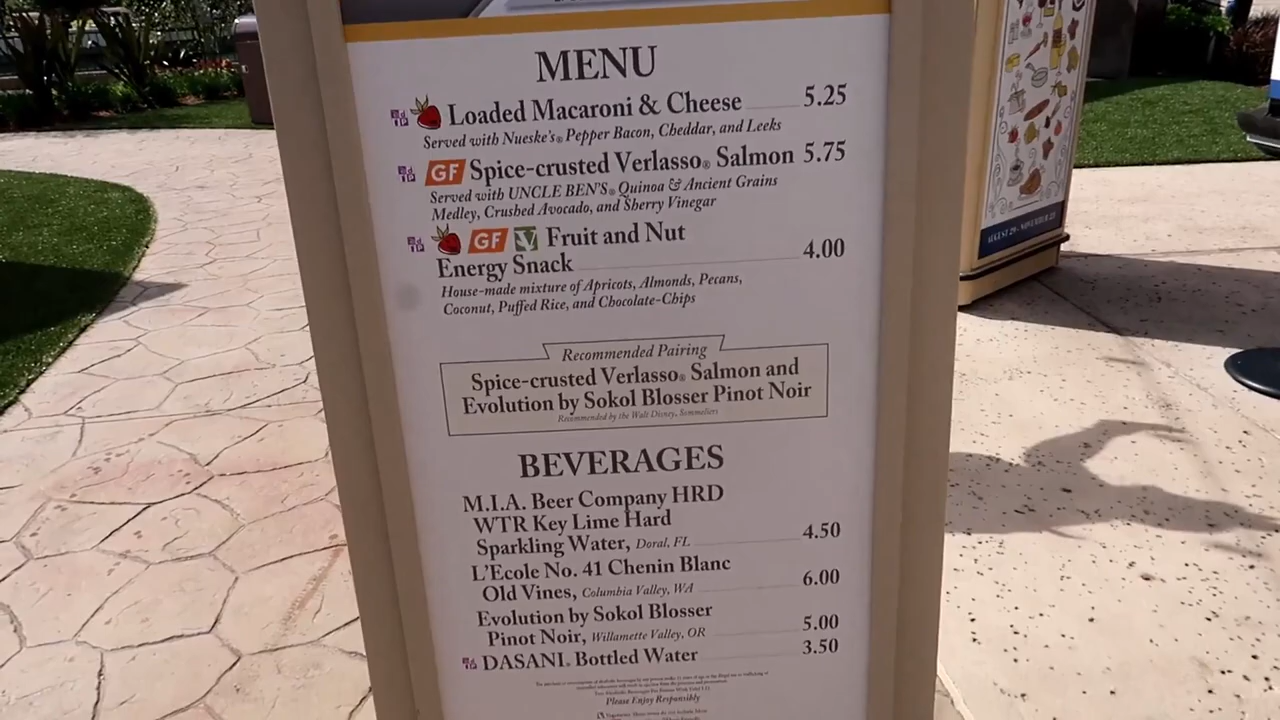 MENU
Loaded Macaroni & Cheese 5.25
Served with Nueske's® Pepper Bacon, Cheddar, and Leeks
GF Spice-crusted Verlasso® Salmon 5.75
Served with UNCLE BEN'S® Quinoa & Ancient Grains
Medley, Crushed Avocado, and Sherry Vinegar
GF V Fruit and Nut
Energy Snack 4.00
House-made mixture of Apricots, Almonds, Pecans,
Coconut, Puffed Rice, and Chocolate-Chips
Recommended Pairing
Spice-crusted Verlasso® Salmon and
Evolution by Sokol Blosser Pinot Noir
Recommended by the Walt Disney® Sommeliers
BEVERAGES
M.I.A. Beer Company HRD
WTR Key Lime Hard
Sparkling Water, Doral, FL 4.50
L'Ecole No. 41 Chenin Blanc
Old Vines, Columbia Valley, WA 6.00
Evolution by Sokol Blosser
Pinot Noir, Willamette Valley, OR 5.00
DASANI® Bottled Water 3.50
Please Enjoy Responsibly
AUGUST 29 - NOVEMBER 23